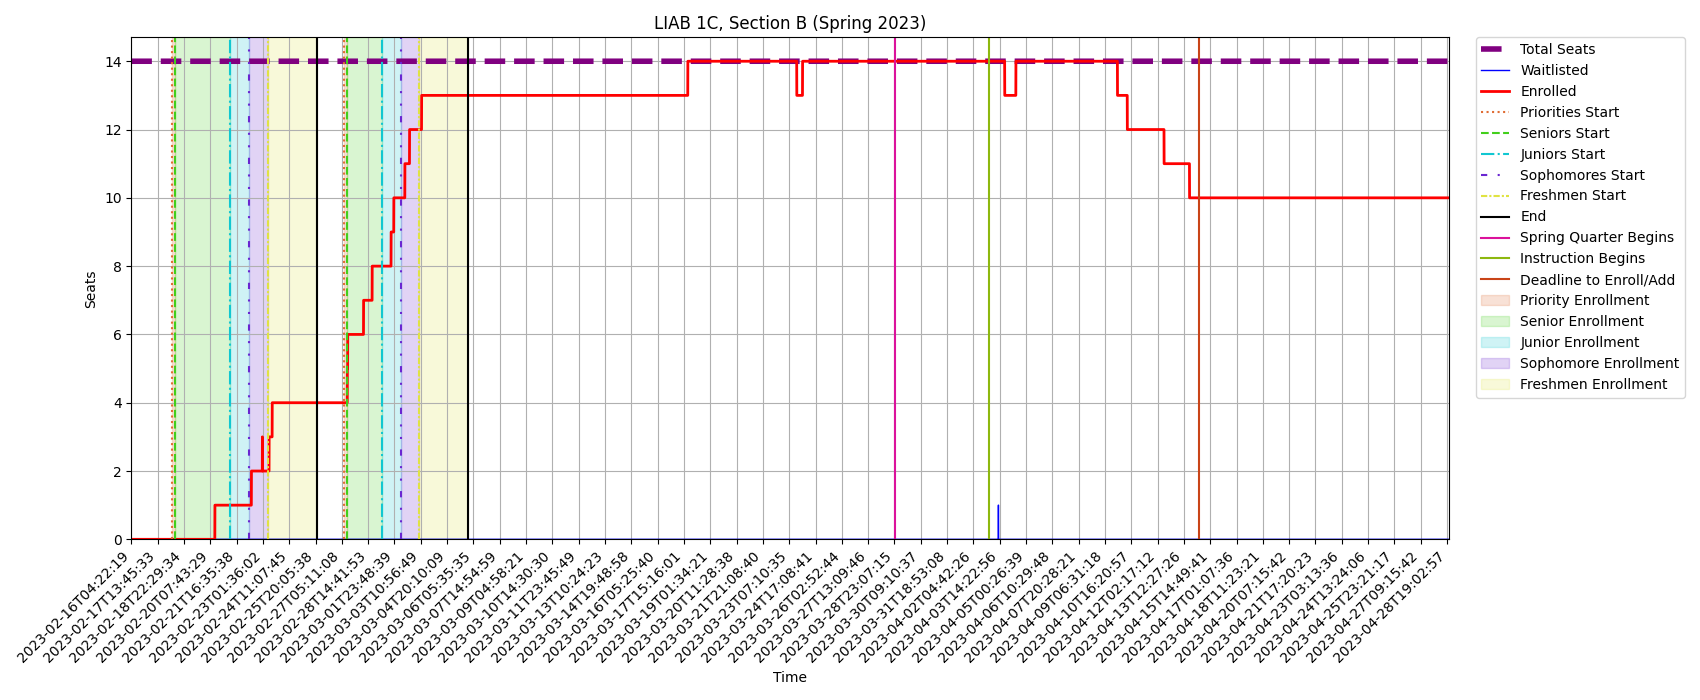 LIAB 1C, Section B (Spring 2023)
Seats
14
12
10
8
6
4
2
0
2023-02-16T04:22:19
2023-02-17T13:45:33
2023-02-18T22:29:34
2023-02-20T07:43:29
2023-02-21T16:35:38
2023-02-23T01:36:02
2023-02-24T11:07:45
2023-02-25T20:05:38
2023-02-27T05:11:08
2023-02-28T14:41:53
2023-03-01T23:48:39
2023-03-03T10:56:49
2023-03-04T20:10:09
2023-03-06T05:35:35
2023-03-07T14:54:59
2023-03-09T04:58:21
2023-03-10T14:30:30
2023-03-11T23:45:49
2023-03-13T10:24:23
2023-03-14T19:48:58
2023-03-16T05:25:40
2023-03-17T15:16:01
2023-03-19T01:34:21
2023-03-20T11:28:38
2023-03-21T21:08:40
2023-03-23T07:10:35
2023-03-24T17:08:41
2023-03-26T02:52:44
2023-03-27T13:09:46
2023-03-28T23:07:15
2023-03-30T09:10:37
2023-03-31T18:53:08
2023-04-02T04:42:26
2023-04-03T14:22:56
2023-04-05T00:26:39
2023-04-06T10:29:48
2023-04-07T20:28:21
2023-04-09T06:31:18
2023-04-10T16:20:57
2023-04-12T02:17:12
2023-04-13T12:27:26
2023-04-15T14:49:41
2023-04-17T01:07:36
2023-04-18T11:23:21
2023-04-20T07:15:42
2023-04-21T17:20:23
2023-04-23T03:13:36
2023-04-24T13:24:06
2023-04-25T23:21:17
2023-04-27T09:15:42
2023-04-28T19:02:57
Time
Total Seats
Waitlisted
Enrolled
Priorities Start
Seniors Start
Juniors Start
Sophomores Start
Freshmen Start
End
Spring Quarter Begins
Instruction Begins
Deadline to Enroll/Add
Priority Enrollment
Senior Enrollment
Junior Enrollment
Sophomore Enrollment
Freshmen Enrollment